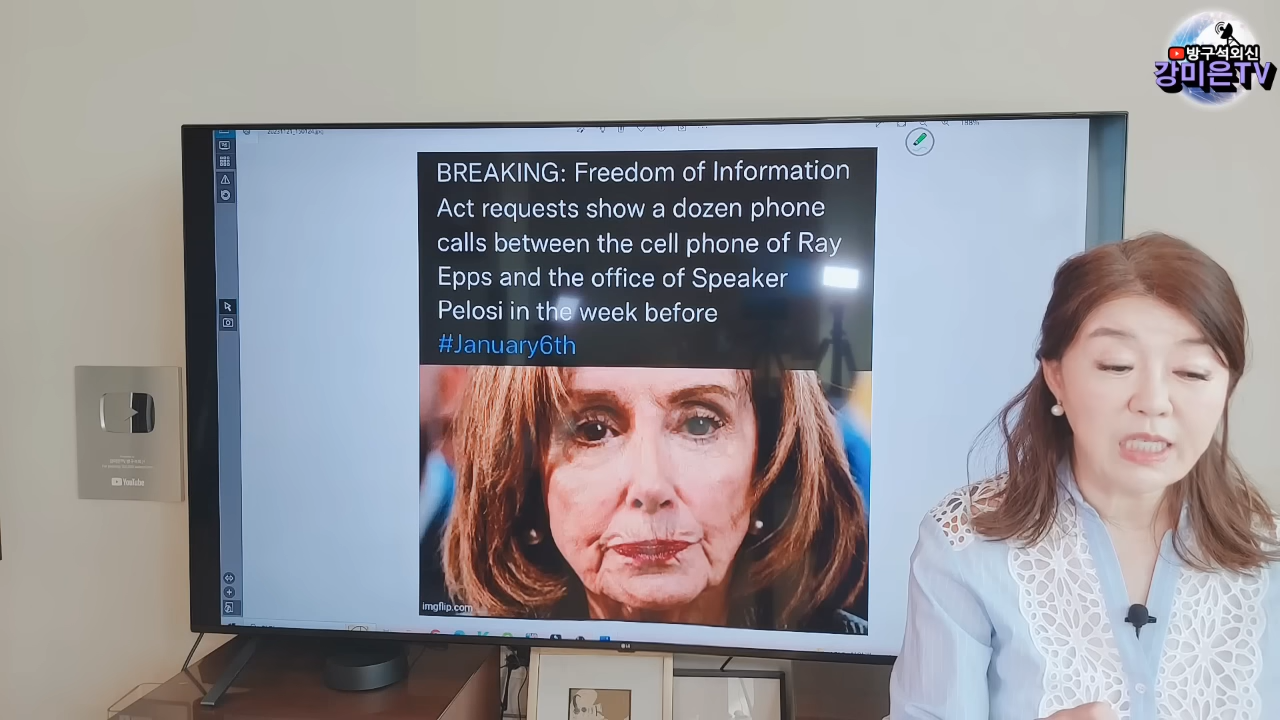 방구석외신
강미은TV
BREAKING: Freedom of Information
Act requests show a dozen phone
calls between the cell phone of Ray
Epps and the office of Speaker
Pelosi in the week before
#January6th
imgflip.com
YouTube
LG